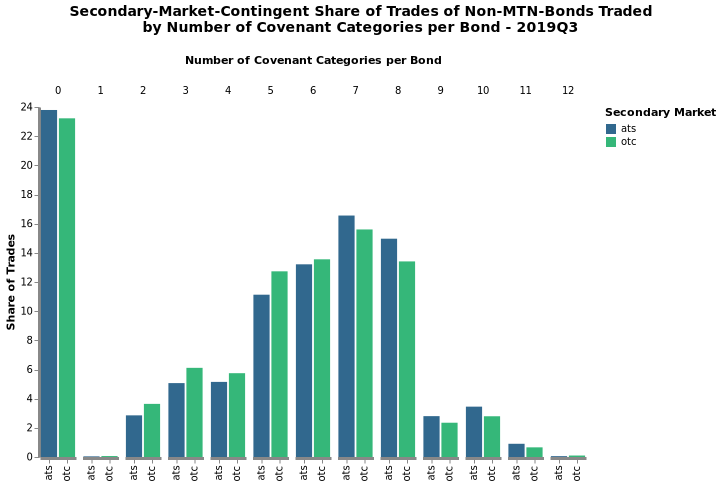 Secondary-Market-Contingent Share of Trades of Non-MTN-Bonds Traded
by Number of Covenant Categories per Bond - 2019Q3
Number of Covenant Categories per Bond
0 1 2 3 4 5 6 7 8 9 10 11 12
Secondary Market
ats
otc
Share of Trades
24
22
20
18
16
14
12
10
8
6
4
2
0
ats otc ats otc ats otc ats otc ats otc ats otc ats otc ats otc ats otc ats otc ats otc ats otc ats otc